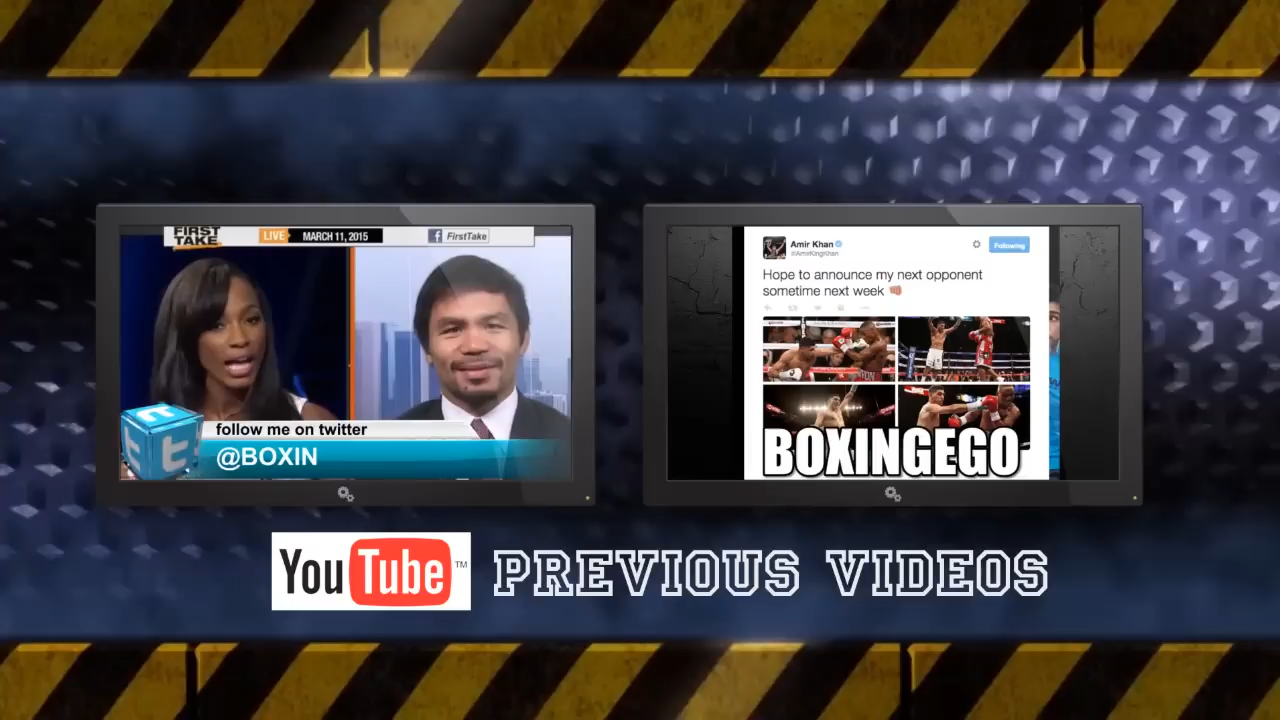 FIRST TAKE
LIVE MARCH 11, 2015
f FirstTake
follow me on twitter
@BOXIN
Amir Khan
@AmirKingKhan
Following
Hope to announce my next opponent
sometime next week
BOXINGEGO
YouTube™
PREVIOUS VIDEOS